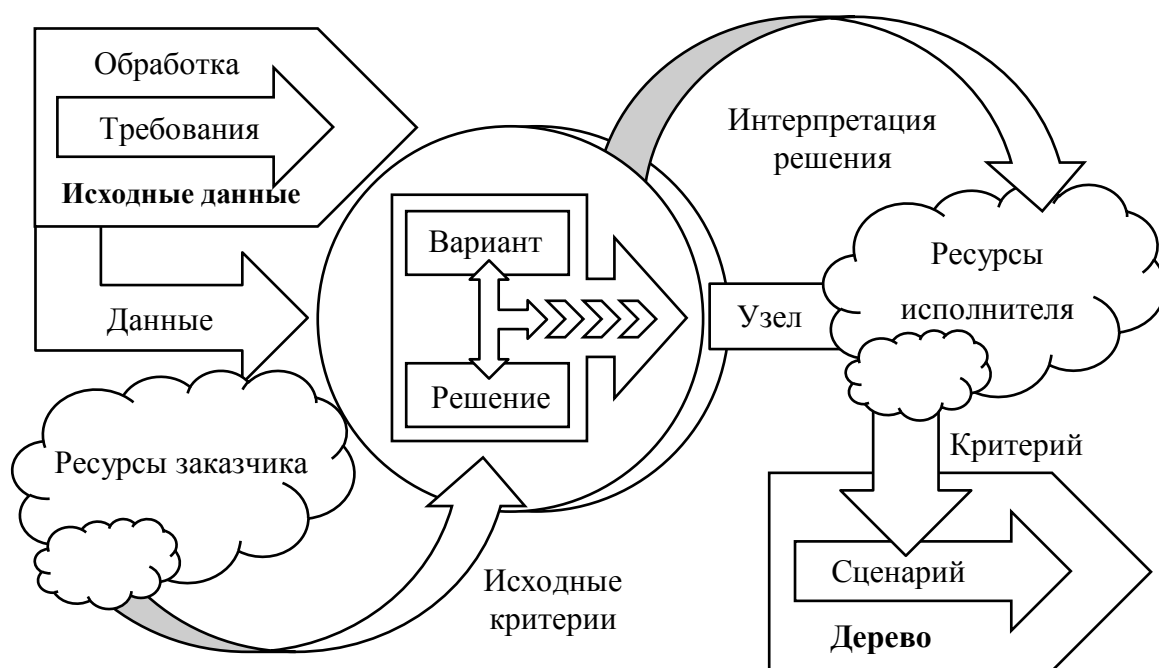 Обработка
Требования
Исходные данные
Данные
Ресурсы заказчика
Исходные
критерии
Вариант
Решение
Интерпретация
решения
Узел
Ресурсы
исполнителя
Критерий
Сценарий
Дерево